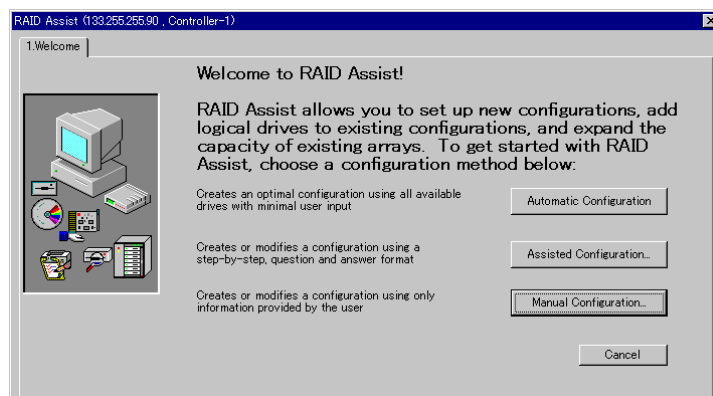 RAID Assist (133.255.255.90 , Controller-1)
1.Welcome
Welcome to RAID Assist!
RAID Assist allows you to set up new configurations, add
logical drives to existing configurations, and expand the
capacity of existing arrays. To get started with RAID
Assist, choose a configuration method below:
Creates an optimal configuration using all available
drives with minimal user input
Automatic Configuration
Creates or modifies a configuration using a
step-by-step, question and answer format
Assisted Configuration...
Creates or modifies a configuration using only
information provided by the user
Manual Configuration...
Cancel